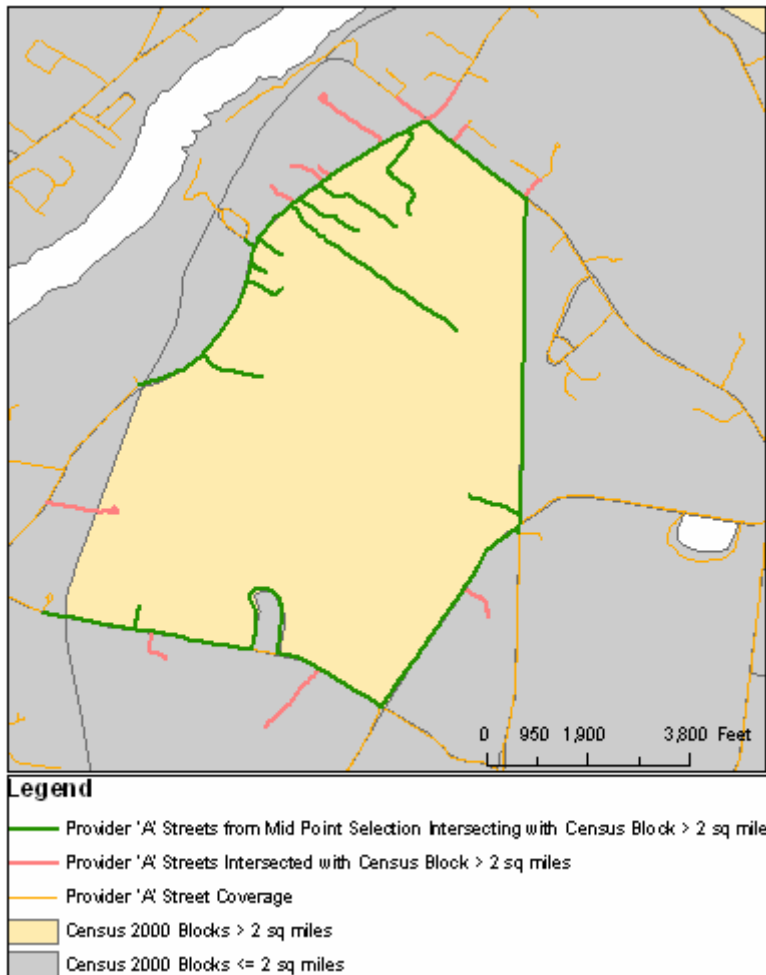 0 950 1,900 3,800 Feet
Legend
Provider 'A' Streets from Mid Point Selection Intersecting with Census Block > 2 sq mile
Provider 'A' Streets Intersected with Census Block > 2 sq miles
Provider 'A' Street Coverage
Census 2000 Blocks > 2 sq miles
Census 2000 Blocks <= 2 sq miles